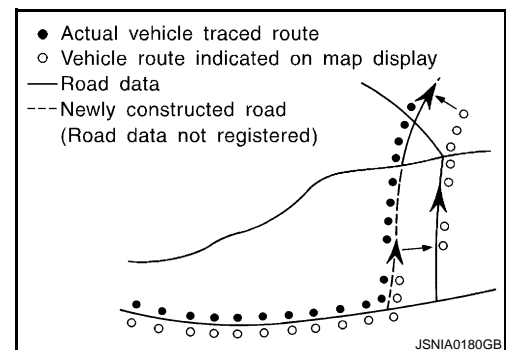 ● Actual vehicle traced route
○ Vehicle route indicated on map display
—Road data
---Newly constructed road
(Road data not registered)
JSNIA0180GB